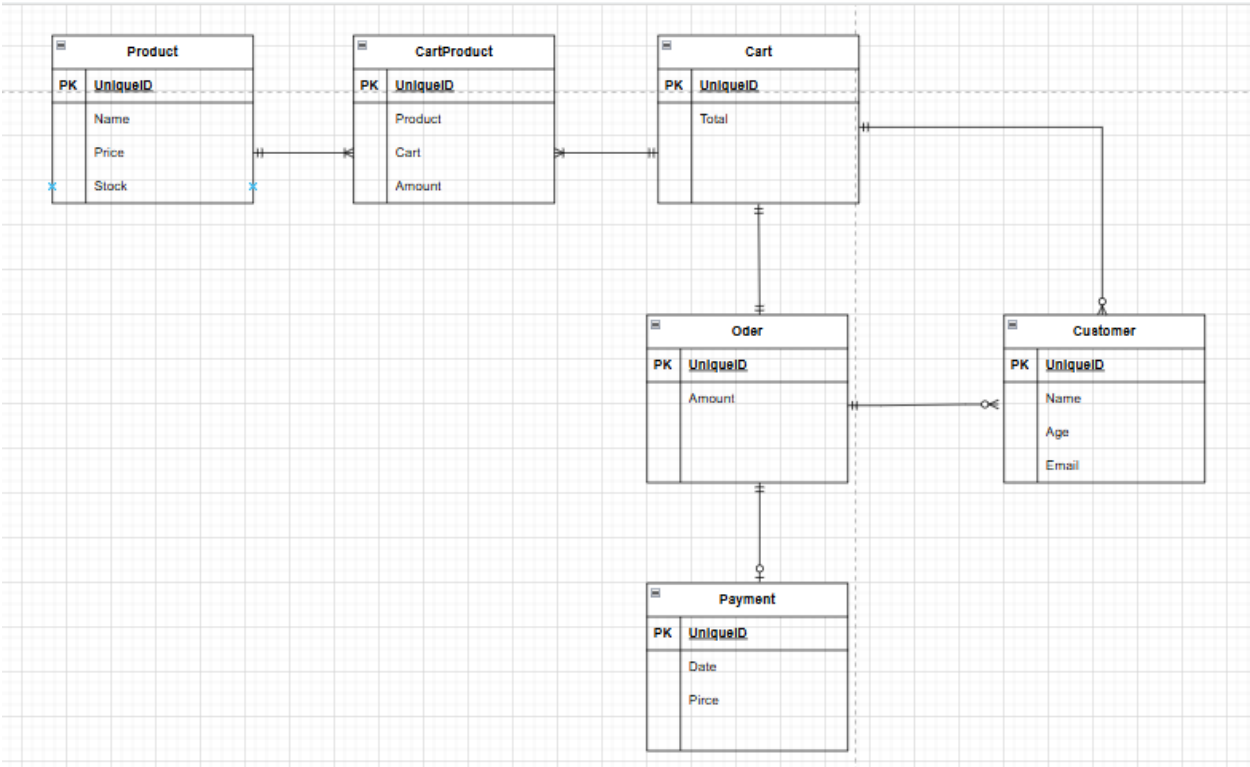 Product
PK UniqueID
Name
Price
Stock
CartProduct
PK UniqueID
Product
Cart
Amount
Cart
PK UniqueID
Total
Oder
PK UniqueID
Amount
Customer
PK UniqueID
Name
Age
Email
Payment
PK UniqueID
Date
Pirce